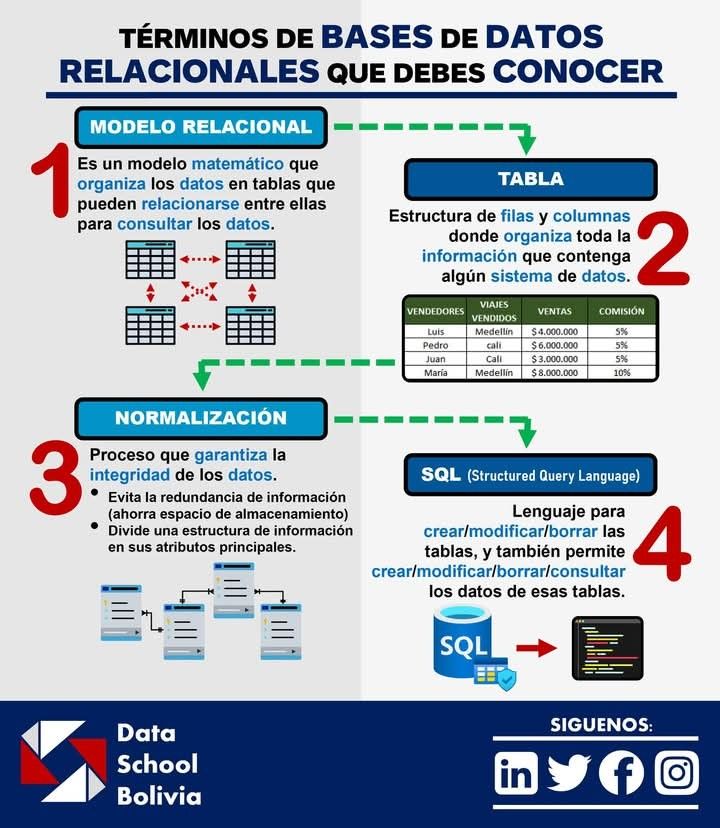 TÉRMINOS DE BASES DE DATOS
RELACIONALES QUE DEBES CONOCER
MODELO RELACIONAL
1
Es un modelo matemático que
organiza los datos en tablas que
pueden relacionarse entre ellas
para consultar los datos.
TABLA
2
Estructura de filas y columnas
donde organiza toda la
información que contenga
algún sistema de datos.
VENDEDORES VIAJES VENDIDOS VENTAS COMISIÓN
Luis Medellín $ 4.000.000 5%
Pedro cali $ 6.000.000 5%
Juan Cali $ 3.000.000 5%
María Medellín $ 8.000.000 10%
NORMALIZACIÓN
3
Proceso que garantiza la
integridad de los datos.
• Evita la redundancia de información
(ahorra espacio de almacenamiento)
• Divide una estructura de información
en sus atributos principales.
SQL (Structured Query Language)
4
Lenguaje para
crear/modificar/borrar las
tablas, y también permite
crear/modificar/borrar/consultar
los datos de esas tablas.
SQL
Data
School
Bolivia
SIGUENOS:
in